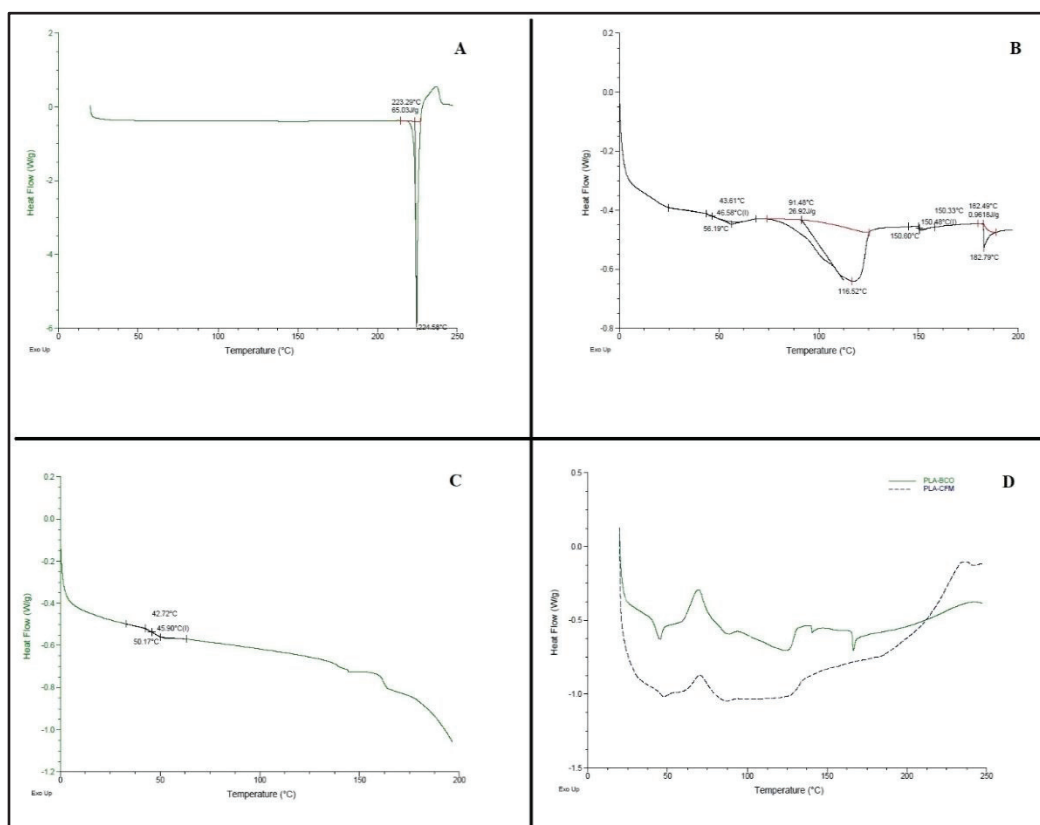 A
2
0
-2
-4
-6
Heat Flow (W/g)
223.29°C
65.03J/g
224.58°C
0
50
100
150
200
250
Exo Up
Temperature (°C)
B
0.2
0.0
-0.2
-0.4
-0.6
-0.8
Heat Flow (W/g)
43.61°C
46.58°C(I)
56.19°C
91.48°C
26.92J/g
116.52°C
150.33°C
150.48°C(I)
150.60°C
182.49°C
0.9618J/g
182.79°C
0
50
100
150
200
Exo Up
Temperature (°C)
C
0.2
0.0
-0.2
-0.4
-0.6
-0.8
-1.0
-1.2
Heat Flow (W/g)
42.72°C
45.90°C(I)
50.17°C
0
50
100
150
200
Exo Up
Temperature (°C)
D
PLA-BCO
PLA-CPM
0.5
0.0
-0.5
-1.0
-1.5
Heat Flow (W/g)
0
50
100
150
200
250
Exo Up
Temperature (°C)